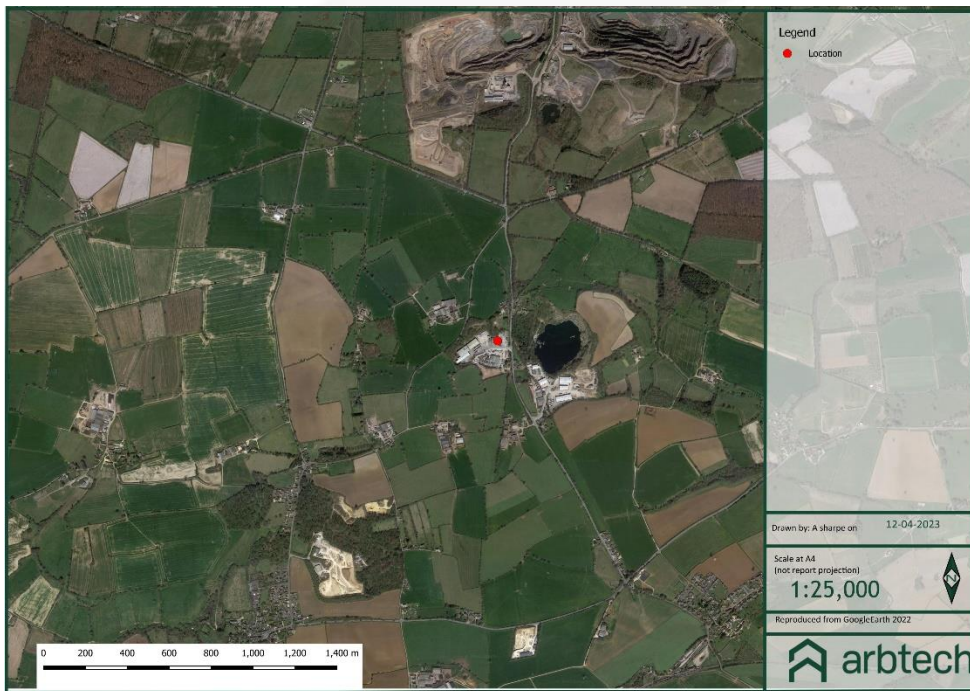 Legend
Location
Drawn by: A sharpe on 12-04-2023
Scale at A4
(not report projection)
1:25,000
N
Reproduced from GoogleEarth 2022
arbtech
0 200 400 600 800 1,000 1,200 1,400 m